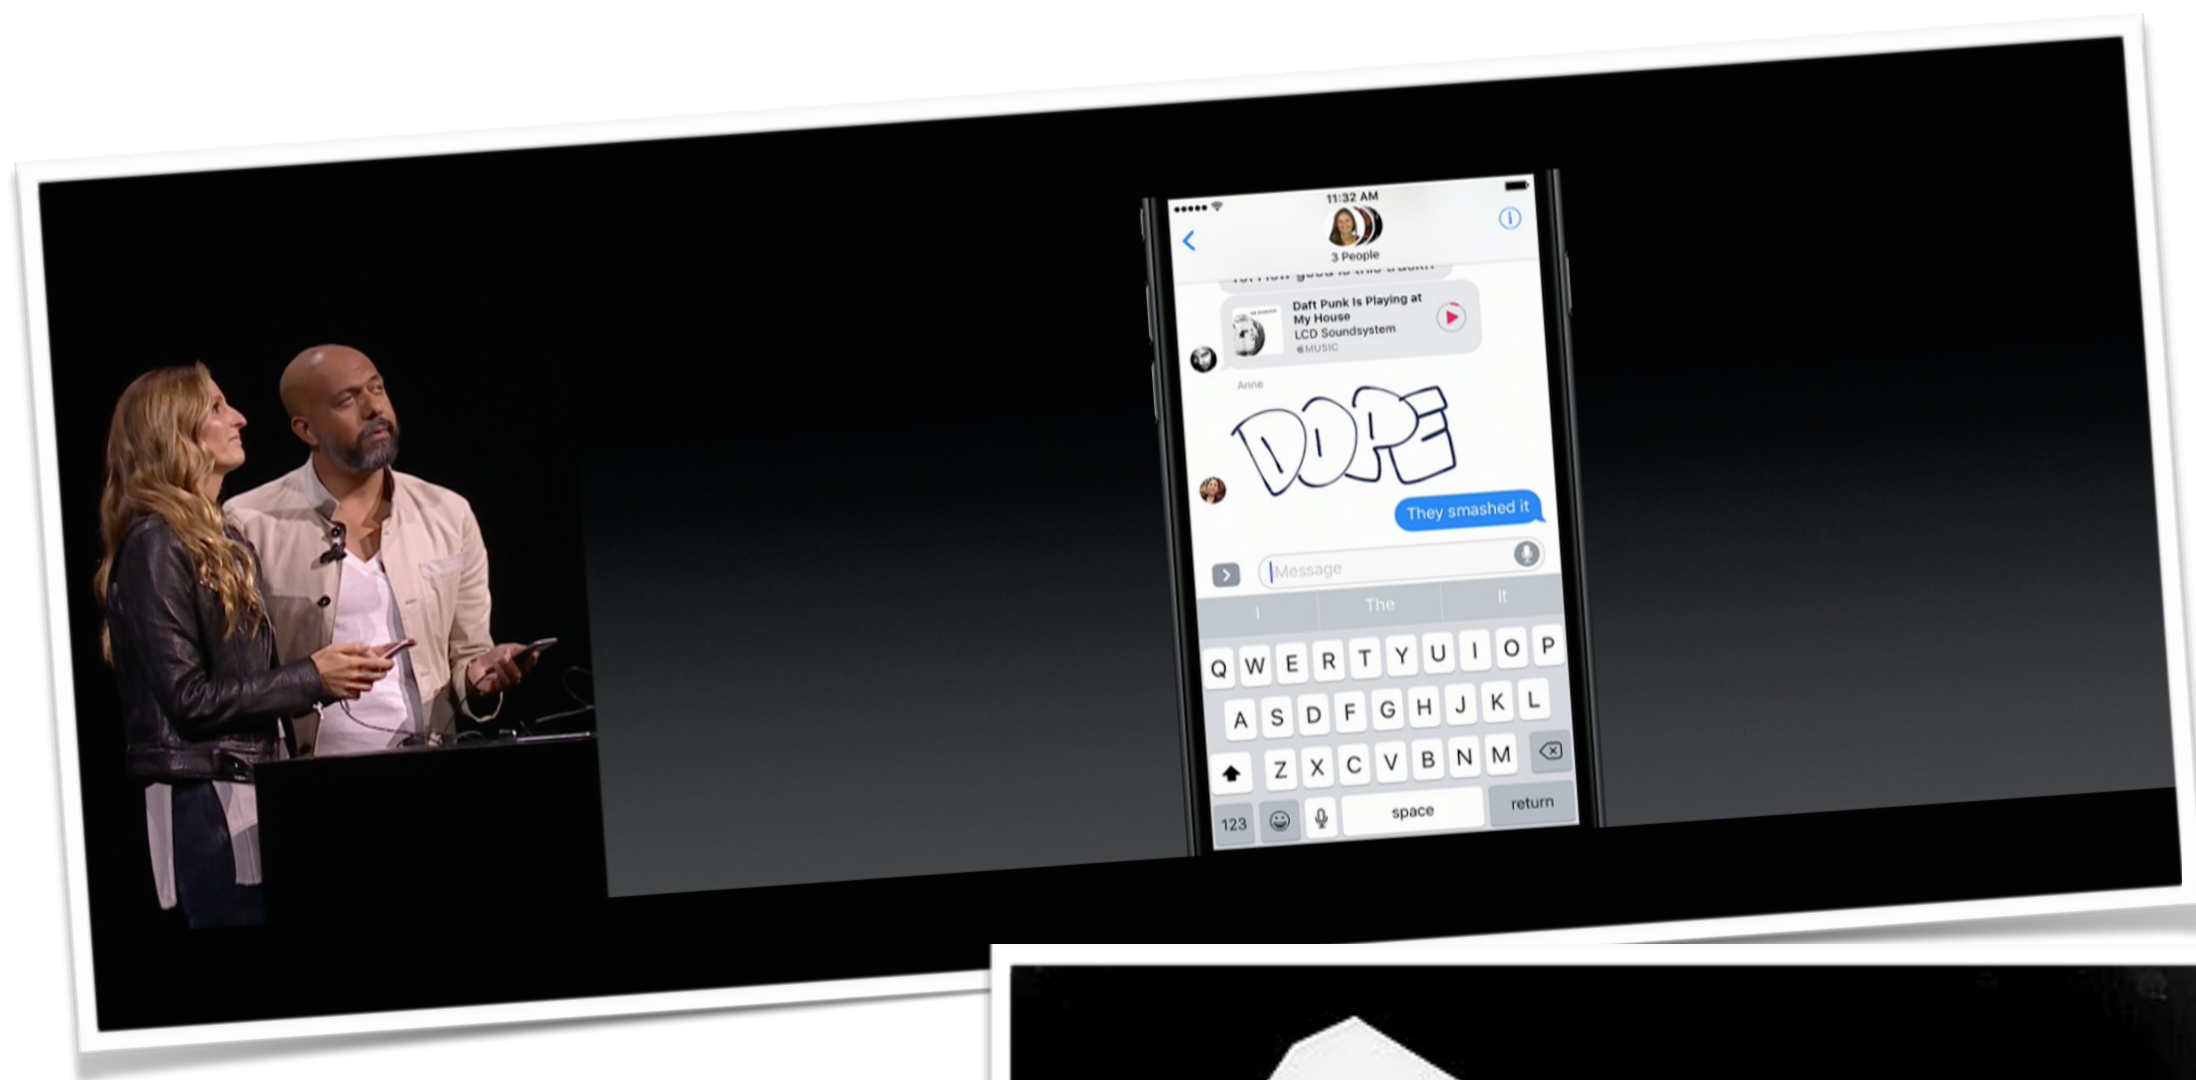 11:32 AM
3 People
Daft Punk Is Playing at
My House
LCD Soundsystem
MUSIC
Anne
DOPE
They smashed it
Message
I The It
Q W E R T Y U I O P
A S D F G H J K L
Z X C V B N M
123 space return